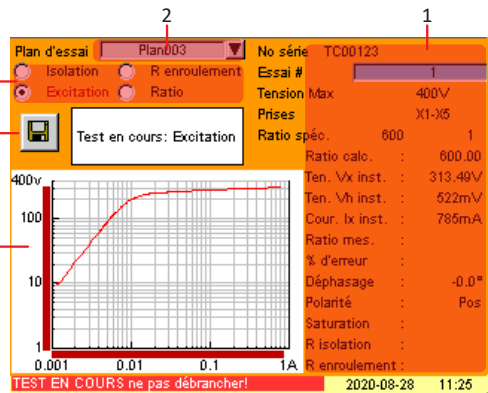 2
1
Plan d'essai Plan003
Isolation R enroulement
Excitation Ratio
Test en cours: Excitation
No série TC00123
Essai # 1
Tension Max 400V
Prises X1-X5
Ratio spéc. 600 1
Ratio calc. : 600.00
Ten. Vx inst. : 313.49V
Ten. Vh inst. : 522mV
Cour. Ix inst. : 785mA
Ratio mes. :
% d'erreur :
Déphasage : -0.0°
Polarité : Pos
Saturation :
R isolation :
R enroulement :
400v
100
10
1
0.001 0.01 0.1 1A
TEST EN COURS ne pas débrancher! 2020-08-28 11:25